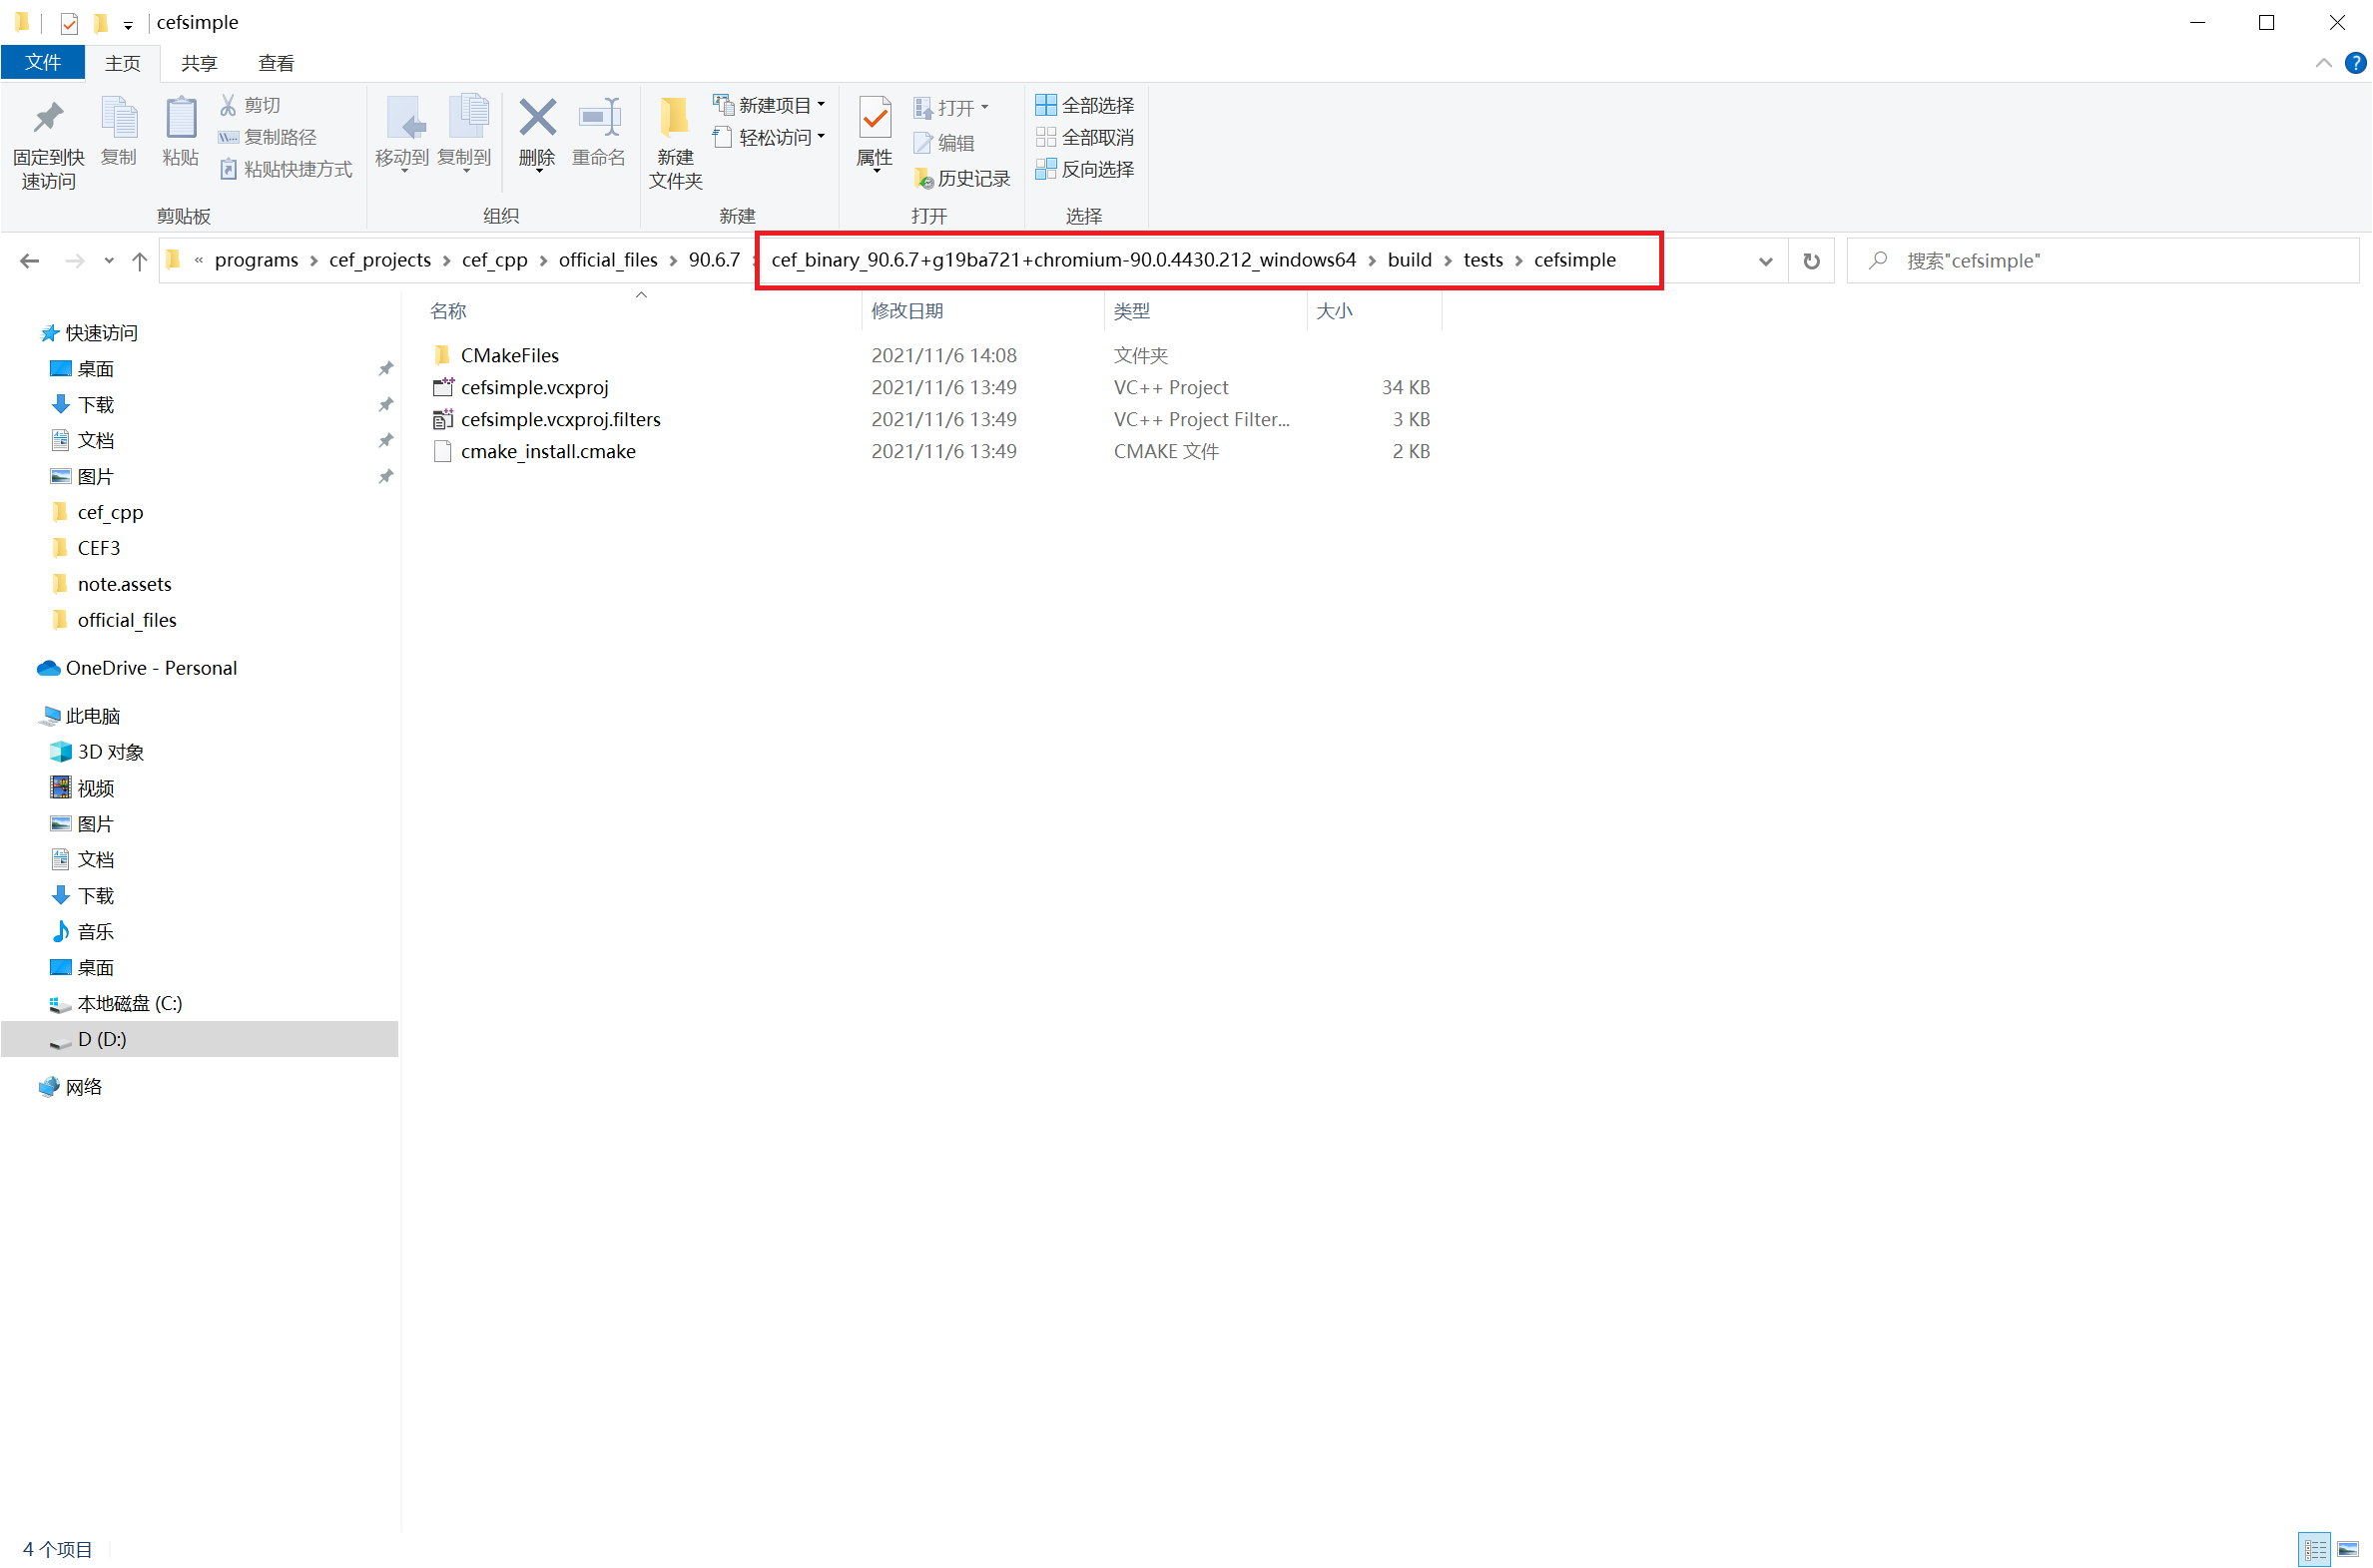 cefsimple
文件 主页 共享 查看
固定到快速访问
复制
粘贴
剪切
复制路径
粘贴快捷方式
剪贴板
移动到
复制到
删除
重命名
组织
新建文件夹
新建项目
轻松访问
新建
属性
打开
编辑
历史记录
打开
全部选择
全部取消
反向选择
选择
« programs › cef_projects › cef_cpp › official_files › 90.6.7 › cef_binary_90.6.7+g19ba721+chromium-90.0.4430.212_windows64 › build › tests › cefsimple
搜索"cefsimple"
名称 修改日期 类型 大小
CMakeFiles 2021/11/6 14:08 文件夹
cefsimple.vcxproj 2021/11/6 13:49 VC++ Project 34 KB
cefsimple.vcxproj.filters 2021/11/6 13:49 VC++ Project Filter... 3 KB
cmake_install.cmake 2021/11/6 13:49 CMAKE 文件 2 KB
快速访问
桌面
下载
文档
图片
cef_cpp
CEF3
note.assets
official_files
OneDrive - Personal
此电脑
3D 对象
视频
图片
文档
下载
音乐
桌面
本地磁盘 (C:)
D (D:)
网络
4 个项目